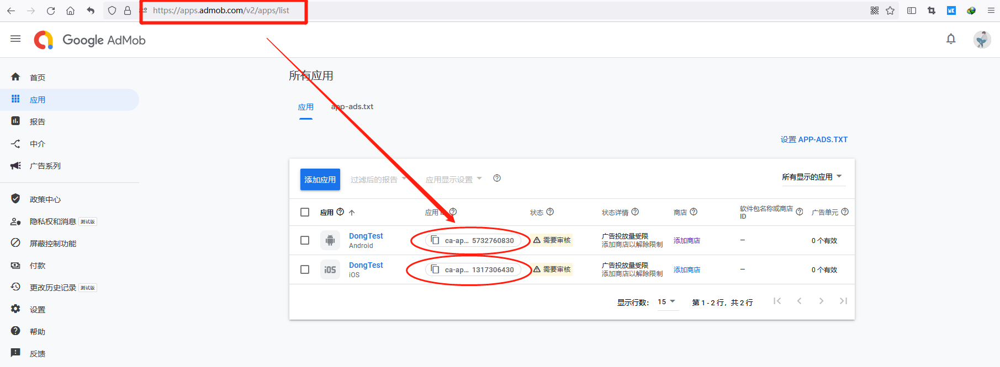 https://apps.admob.com/v2/apps/list
Google AdMob
首页
应用
报告
中介
广告系列
政策中心
隐私权和消息 测试版
屏蔽控制功能
付款
更改历史记录 测试版
设置
帮助
反馈
所有应用
应用 app-ads.txt
设置 APP-ADS.TXT
添加应用 过滤后的报告 应用显示设置 所有显示的应用
应用 应用 ID 状态 状态详情 商店 软件包名称或商店 ID 广告单元
DongTest
Android
ca-ap... 5732760830
需要审核
广告投放量受限
添加商店以解除限制
添加商店
–
0 个有效
DongTest
iOS
ca-ap... 1317306430
需要审核
广告投放量受限
添加商店以解除限制
添加商店
–
0 个有效
显示行数： 15 第 1 - 2 行，共 2 行